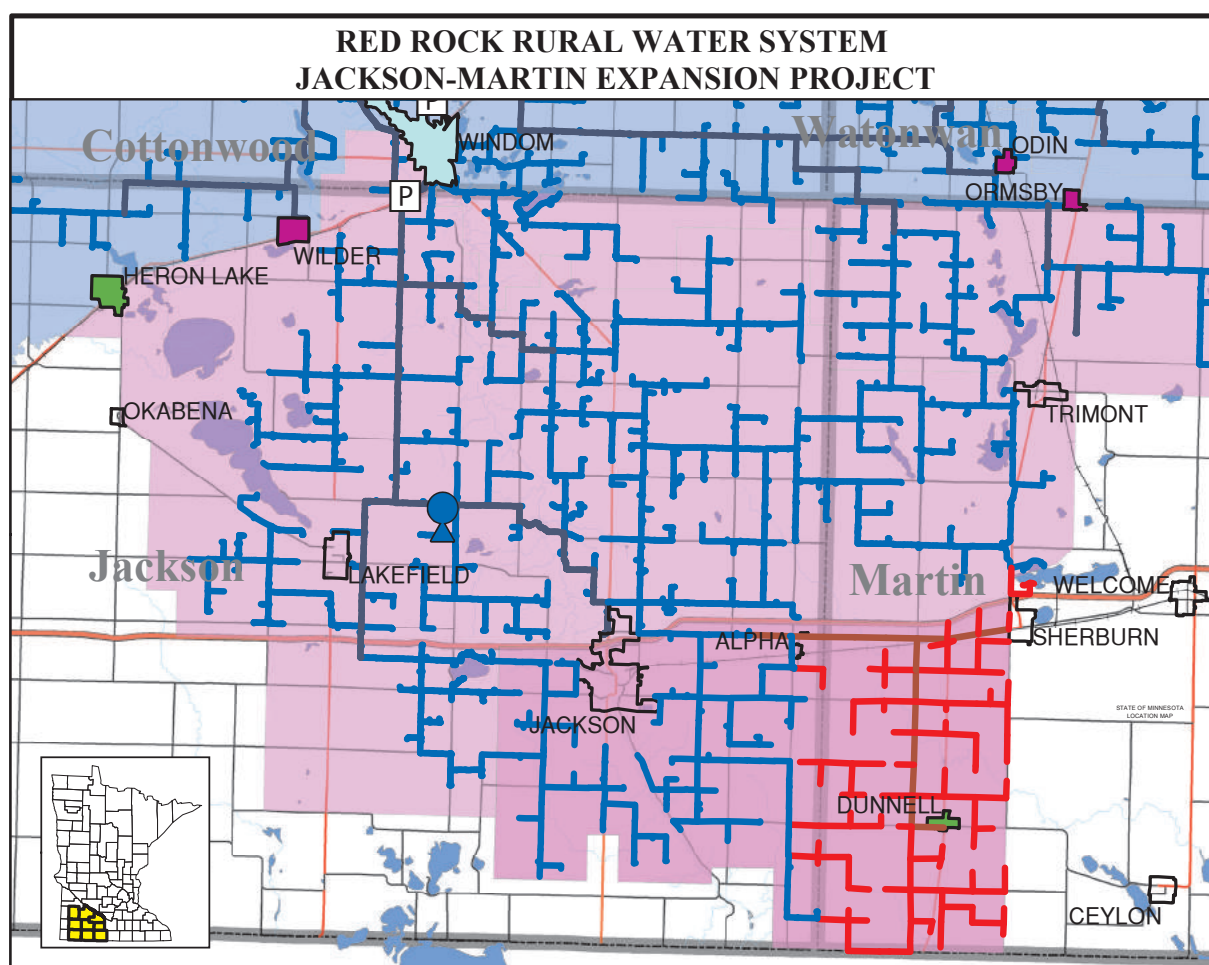 RED ROCK RURAL WATER SYSTEM
JACKSON-MARTIN EXPANSION PROJECT
Cottonwood
Watonwan
WINDOM
ODIN
P
ORMSBY
WILDER
HERON LAKE
OKABENA
TRIMONT
Jackson
LAKEFIELD
Martin
WELCOME
SHERBURN
ALPHA
JACKSON
STATE OF MINNESOTA
LOCATION MAP
DUNNELL
CEYLON